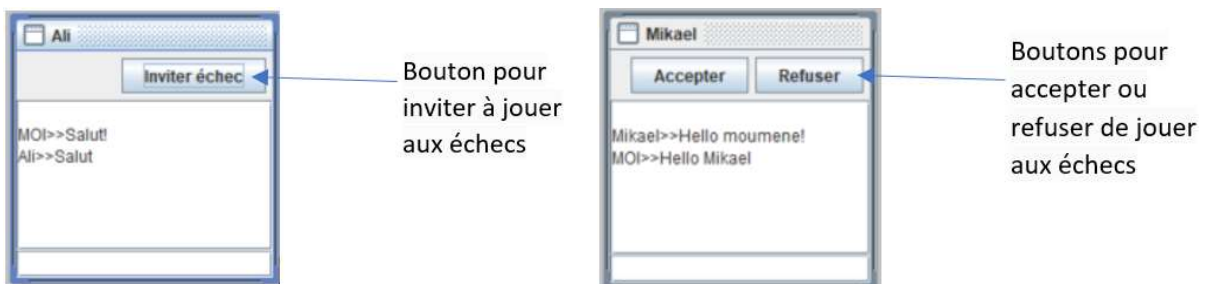 Ali
Inviter échec
MOI>>Salut!
Ali>>Salut
Bouton pour
inviter à jouer
aux échecs
Mikael
Accepter Refuser
Mikael>>Hello moumene!
MOI>>Hello Mikael
Boutons pour
accepter ou
refuser de jouer
aux échecs